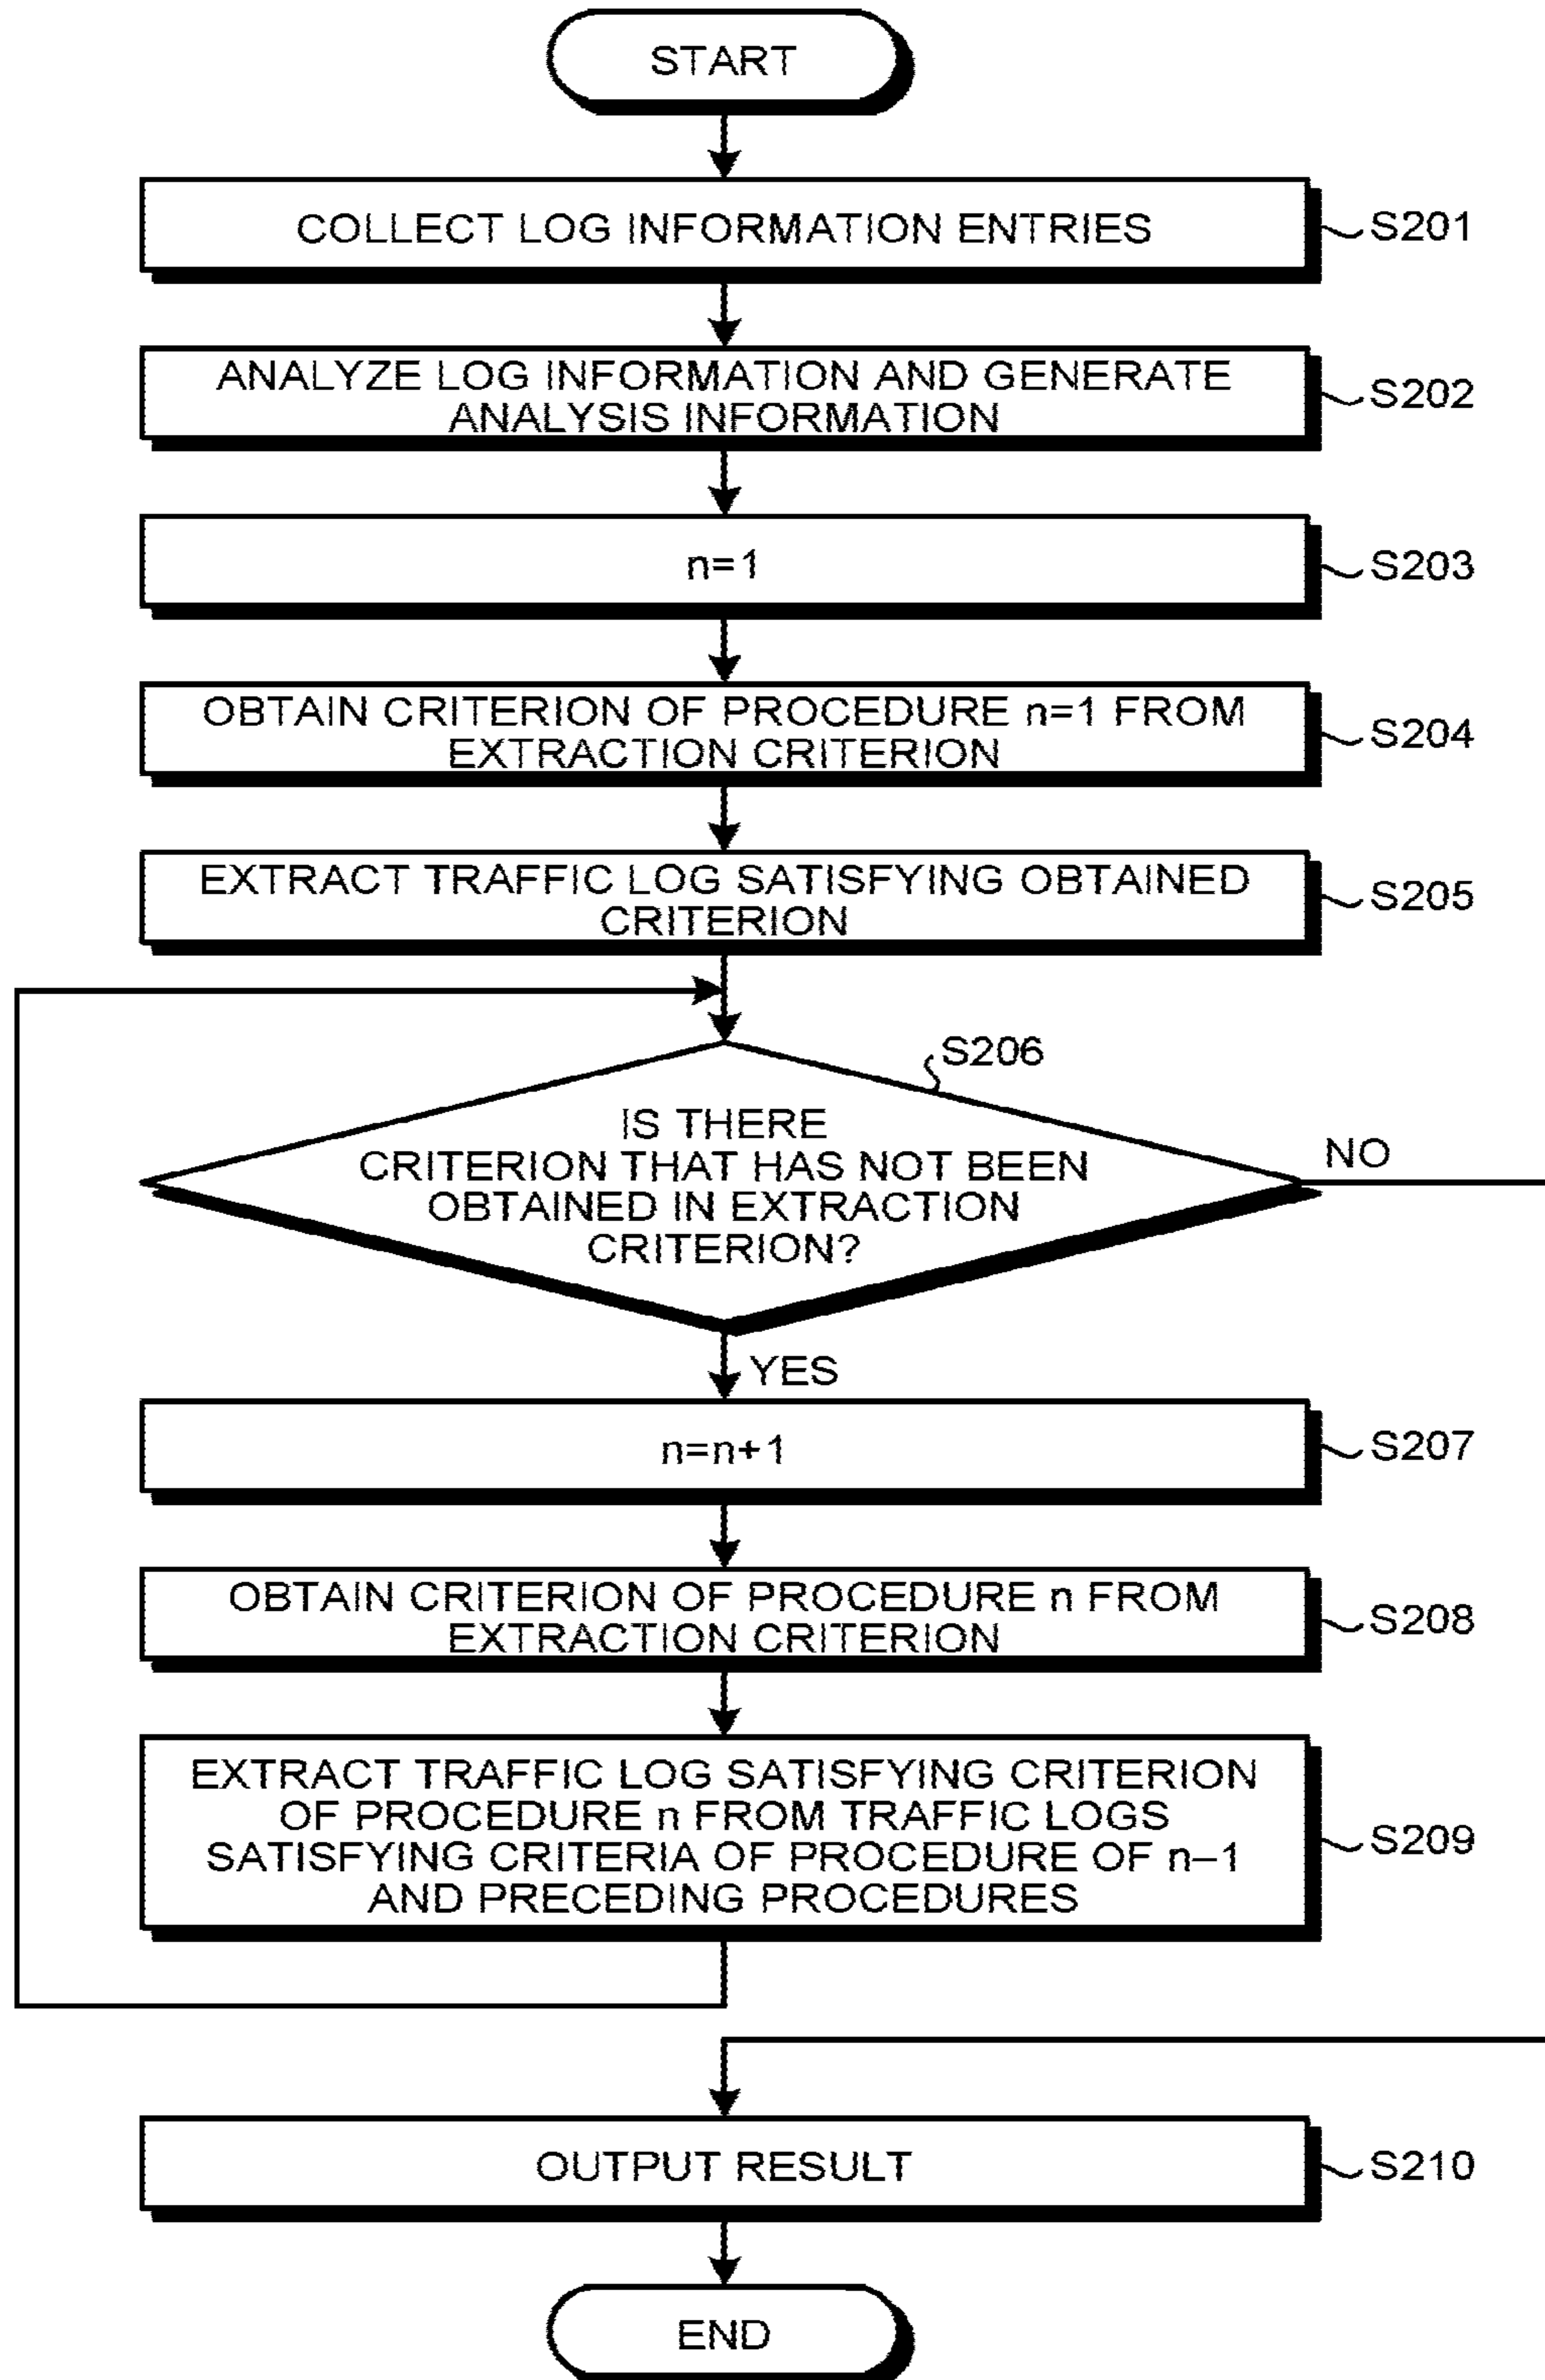 START
COLLECT LOG INFORMATION ENTRIES
S201
ANALYZE LOG INFORMATION AND GENERATE
ANALYSIS INFORMATION
S202
n=1
S203
OBTAIN CRITERION OF PROCEDURE n=1 FROM
EXTRACTION CRITERION
S204
EXTRACT TRAFFIC LOG SATISFYING OBTAINED
CRITERION
S205
S206
IS THERE
CRITERION THAT HAS NOT BEEN
OBTAINED IN EXTRACTION
CRITERION?
NO
YES
n=n+1
S207
OBTAIN CRITERION OF PROCEDURE n FROM
EXTRACTION CRITERION
S208
EXTRACT TRAFFIC LOG SATISFYING CRITERION
OF PROCEDURE n FROM TRAFFIC LOGS
SATISFYING CRITERIA OF PROCEDURE OF n–1
AND PRECEDING PROCEDURES
S209
OUTPUT RESULT
S210
END